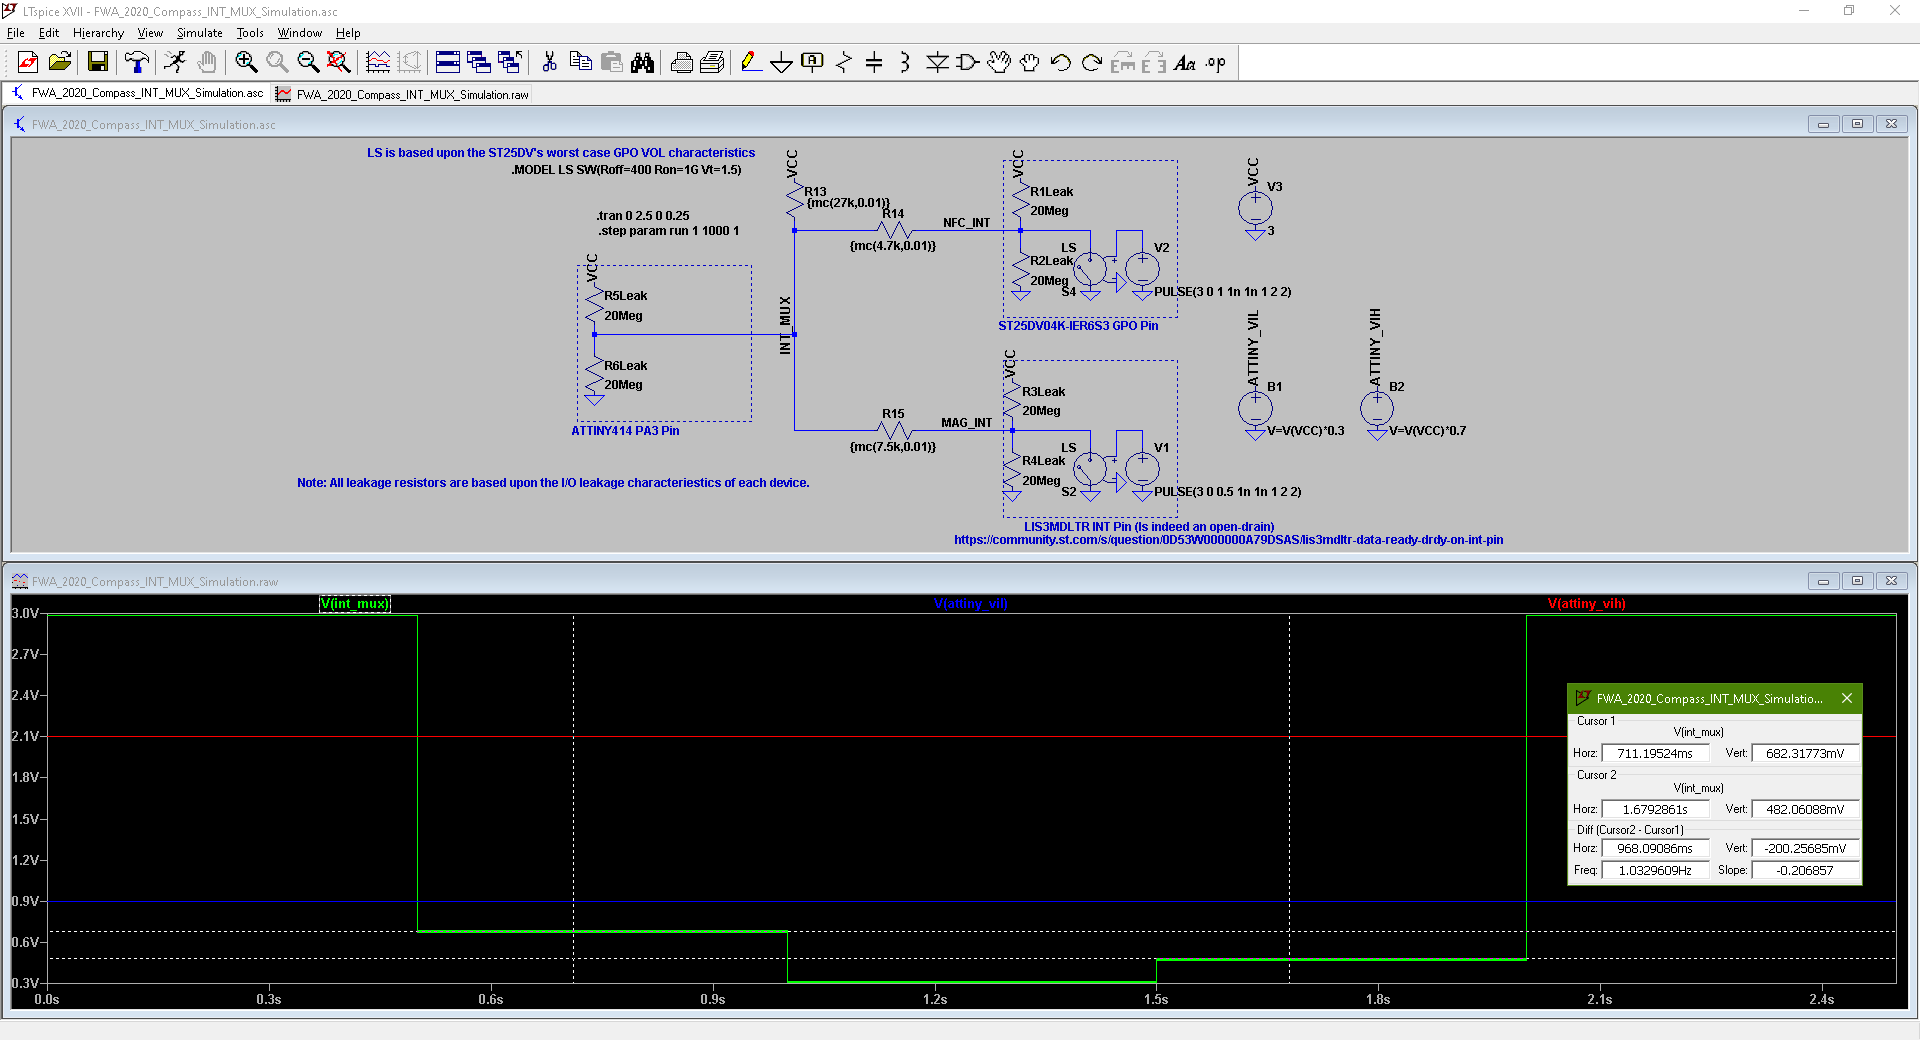 LTspice XVII - FWA_2020_Compass_INT_MUX_Simulation.asc
File Edit Hierarchy View Simulate Tools Window Help
FWA_2020_Compass_INT_MUX_Simulation.asc FWA_2020_Compass_INT_MUX_Simulation.raw
FWA_2020_Compass_INT_MUX_Simulation.asc
LS is based upon the ST25DV's worst case GPO VOL characteristics
.MODEL LS SW(Roff=400 Ron=1G Vt=1.5)
.tran 0 2.5 0 0.25
.step param run 1 1000 1
VCC
R5Leak
20Meg
R6Leak
20Meg
ATTINY414 PA3 Pin
INT_MUX
VCC
R13
{mc(27k,0.01)}
R14
{mc(4.7k,0.01)}
NFC_INT
VCC
R1Leak
20Meg
R2Leak
20Meg
LS
S4
V2
PULSE(3 0 1 1n 1n 1 2 2)
ST25DV04K-IER6S3 GPO Pin
R15
{mc(7.5k,0.01)}
MAG_INT
VCC
R3Leak
20Meg
R4Leak
20Meg
LS
S2
V1
PULSE(3 0 0.5 1n 1n 1 2 2)
LIS3MDLTR INT Pin (Is indeed an open-drain)
https://community.st.com/s/question/0D53W000000A79DSAS/lis3mdltr-data-ready-drdy-on-int-pin
VCC
V3
3
ATTINY_VIL
B1
V=V(VCC)*0.3
ATTINY_VIH
B2
V=V(VCC)*0.7
Note: All leakage resistors are based upon the I/O leakage characteriestics of each device.
FWA_2020_Compass_INT_MUX_Simulation.raw
V(int_mux) V(attiny_vil) V(attiny_vih)
3.0V
2.7V
2.4V
2.1V
1.8V
1.5V
1.2V
0.9V
0.6V
0.3V
0.0s 0.3s 0.6s 0.9s 1.2s 1.5s 1.8s 2.1s 2.4s
FWA_2020_Compass_INT_MUX_Simulatio...
Cursor 1
V(int_mux)
Horz: 711.19524ms Vert: 682.31773mV
Cursor 2
V(int_mux)
Horz: 1.6792861s Vert: 482.06088mV
Diff (Cursor2 - Cursor1)
Horz: 968.09086ms Vert: -200.25685mV
Freq: 1.0329609Hz Slope: -0.206857